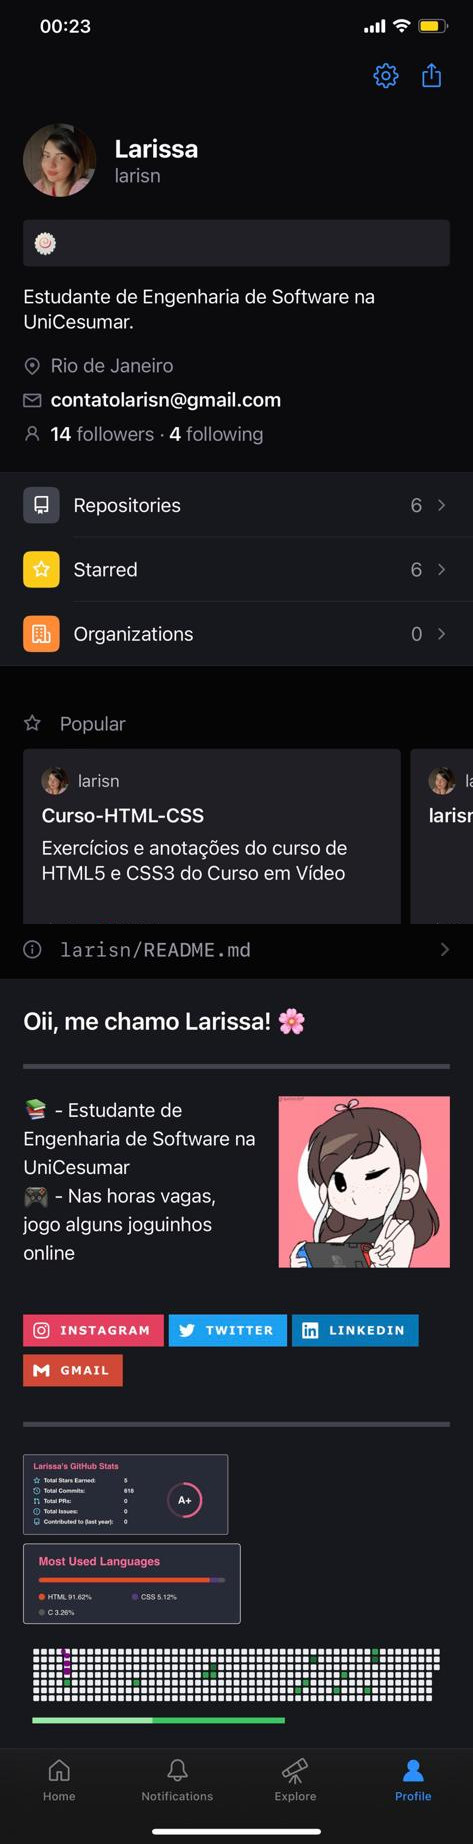 00:23
Larissa
larisn
Estudante de Engenharia de Software na
UniCesumar.
Rio de Janeiro
contatolarisn@gmail.com
14 followers · 4 following
Repositories 6
Starred 6
Organizations 0
Popular
larisn
Curso-HTML-CSS
larisn
Exercícios e anotações do curso de
HTML5 e CSS3 do Curso em Vídeo
larisn/README.md
Oii, me chamo Larissa! 🌸
📚 - Estudante de
Engenharia de Software na
UniCesumar
🎮 - Nas horas vagas,
jogo alguns joguinhos
online
INSTAGRAM TWITTER LINKEDIN
GMAIL
Larissa's GitHub Stats
Total Stars Earned: 5
Total Commits: 818
Total PRs: 0
Total Issues: 0
Contributed to (last year): 0
A+
Most Used Languages
HTML 91.62% CSS 5.12%
C 3.26%
Home Notifications Explore Profile